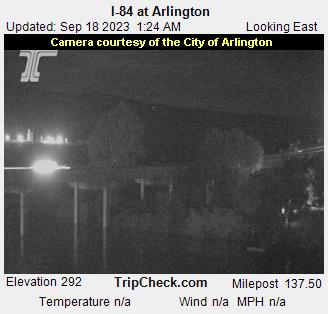 I-84 at Arlington
Updated: Sep 18 2023 1:24 AM Looking East
Camera courtesy of the City of Arlington
Elevation 292 TripCheck.com Milepost 137.50
Temperature n/a Wind n/a MPH n/a